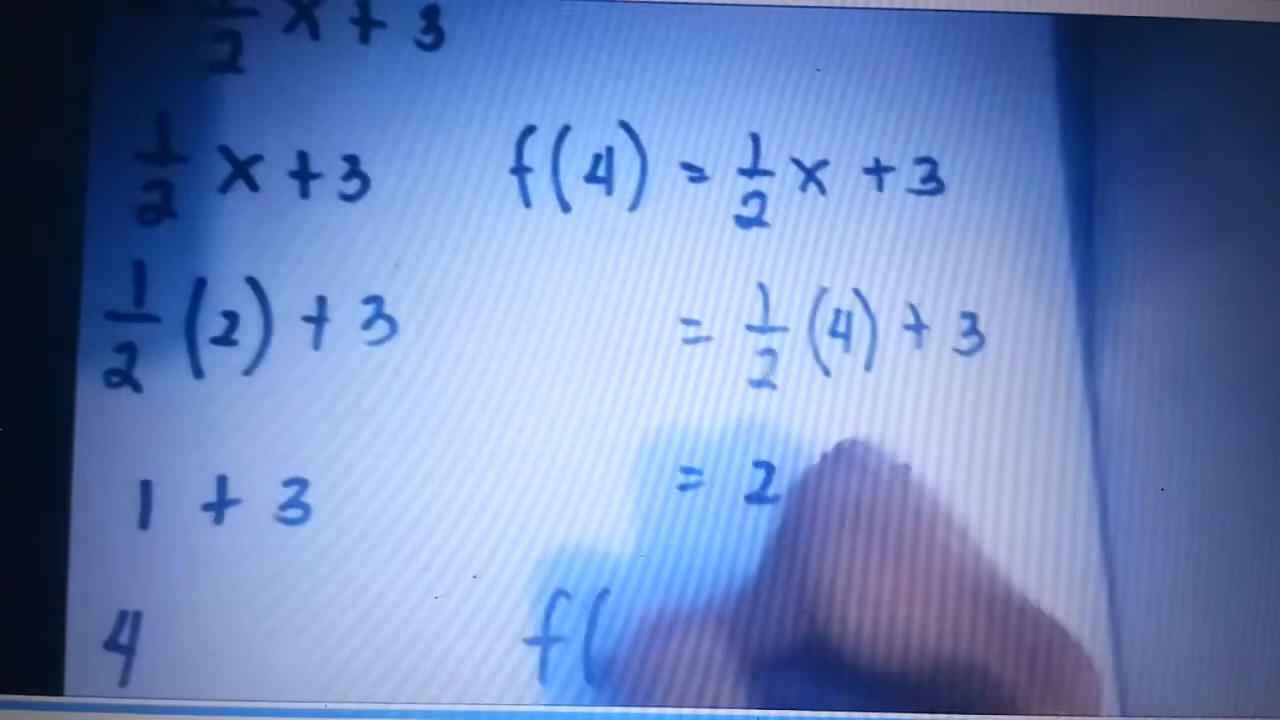 1/2 x + 3
1/2 x + 3
1/2 (2) + 3
1 + 3
4
f(4) = 1/2 x + 3
= 1/2 (4) + 3
= 2
f(